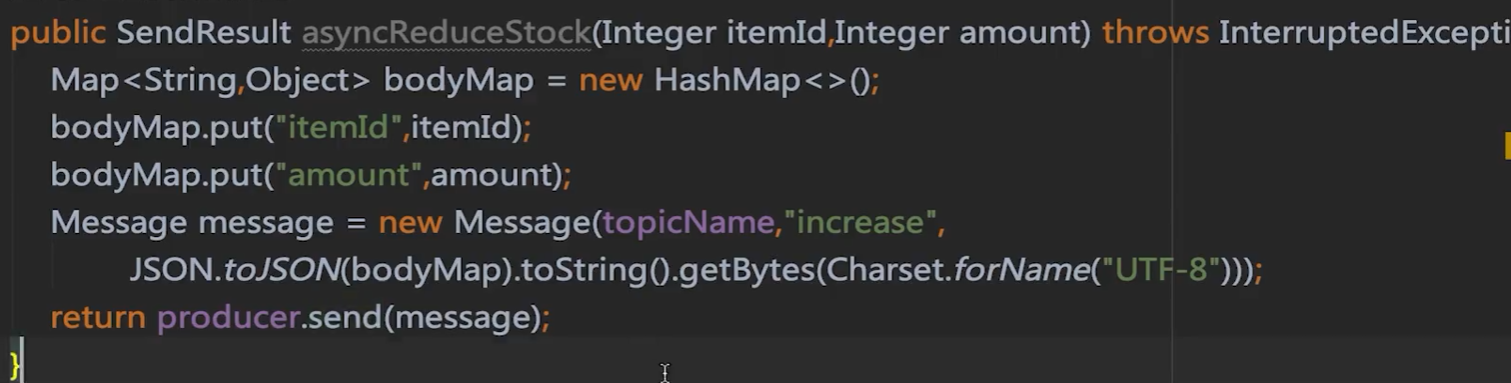 public SendResult asyncReduceStock(Integer itemId,Integer amount) throws InterruptedExcepti
Map<String,Object> bodyMap = new HashMap<>();
bodyMap.put("itemId",itemId);
bodyMap.put("amount",amount);
Message message = new Message(topicName,"increase",
JSON.toJSON(bodyMap).toString().getBytes(Charset.forName("UTF-8")));
return producer.send(message);
}